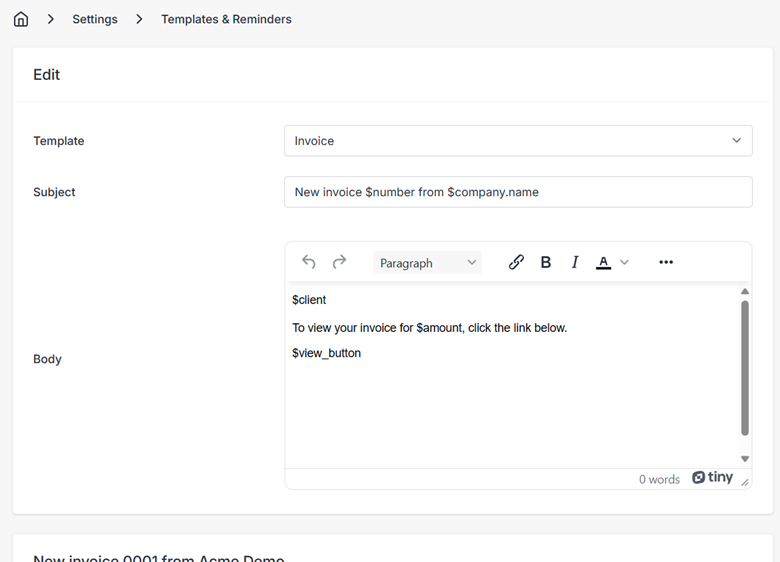 Settings Templates & Reminders
Edit
Template Invoice
Subject New invoice $number from $company.name
Paragraph B I A
$client
To view your invoice for $amount, click the link below.
$view_button
Body
0 words tiny
New invoice 0001 from Acme Demo